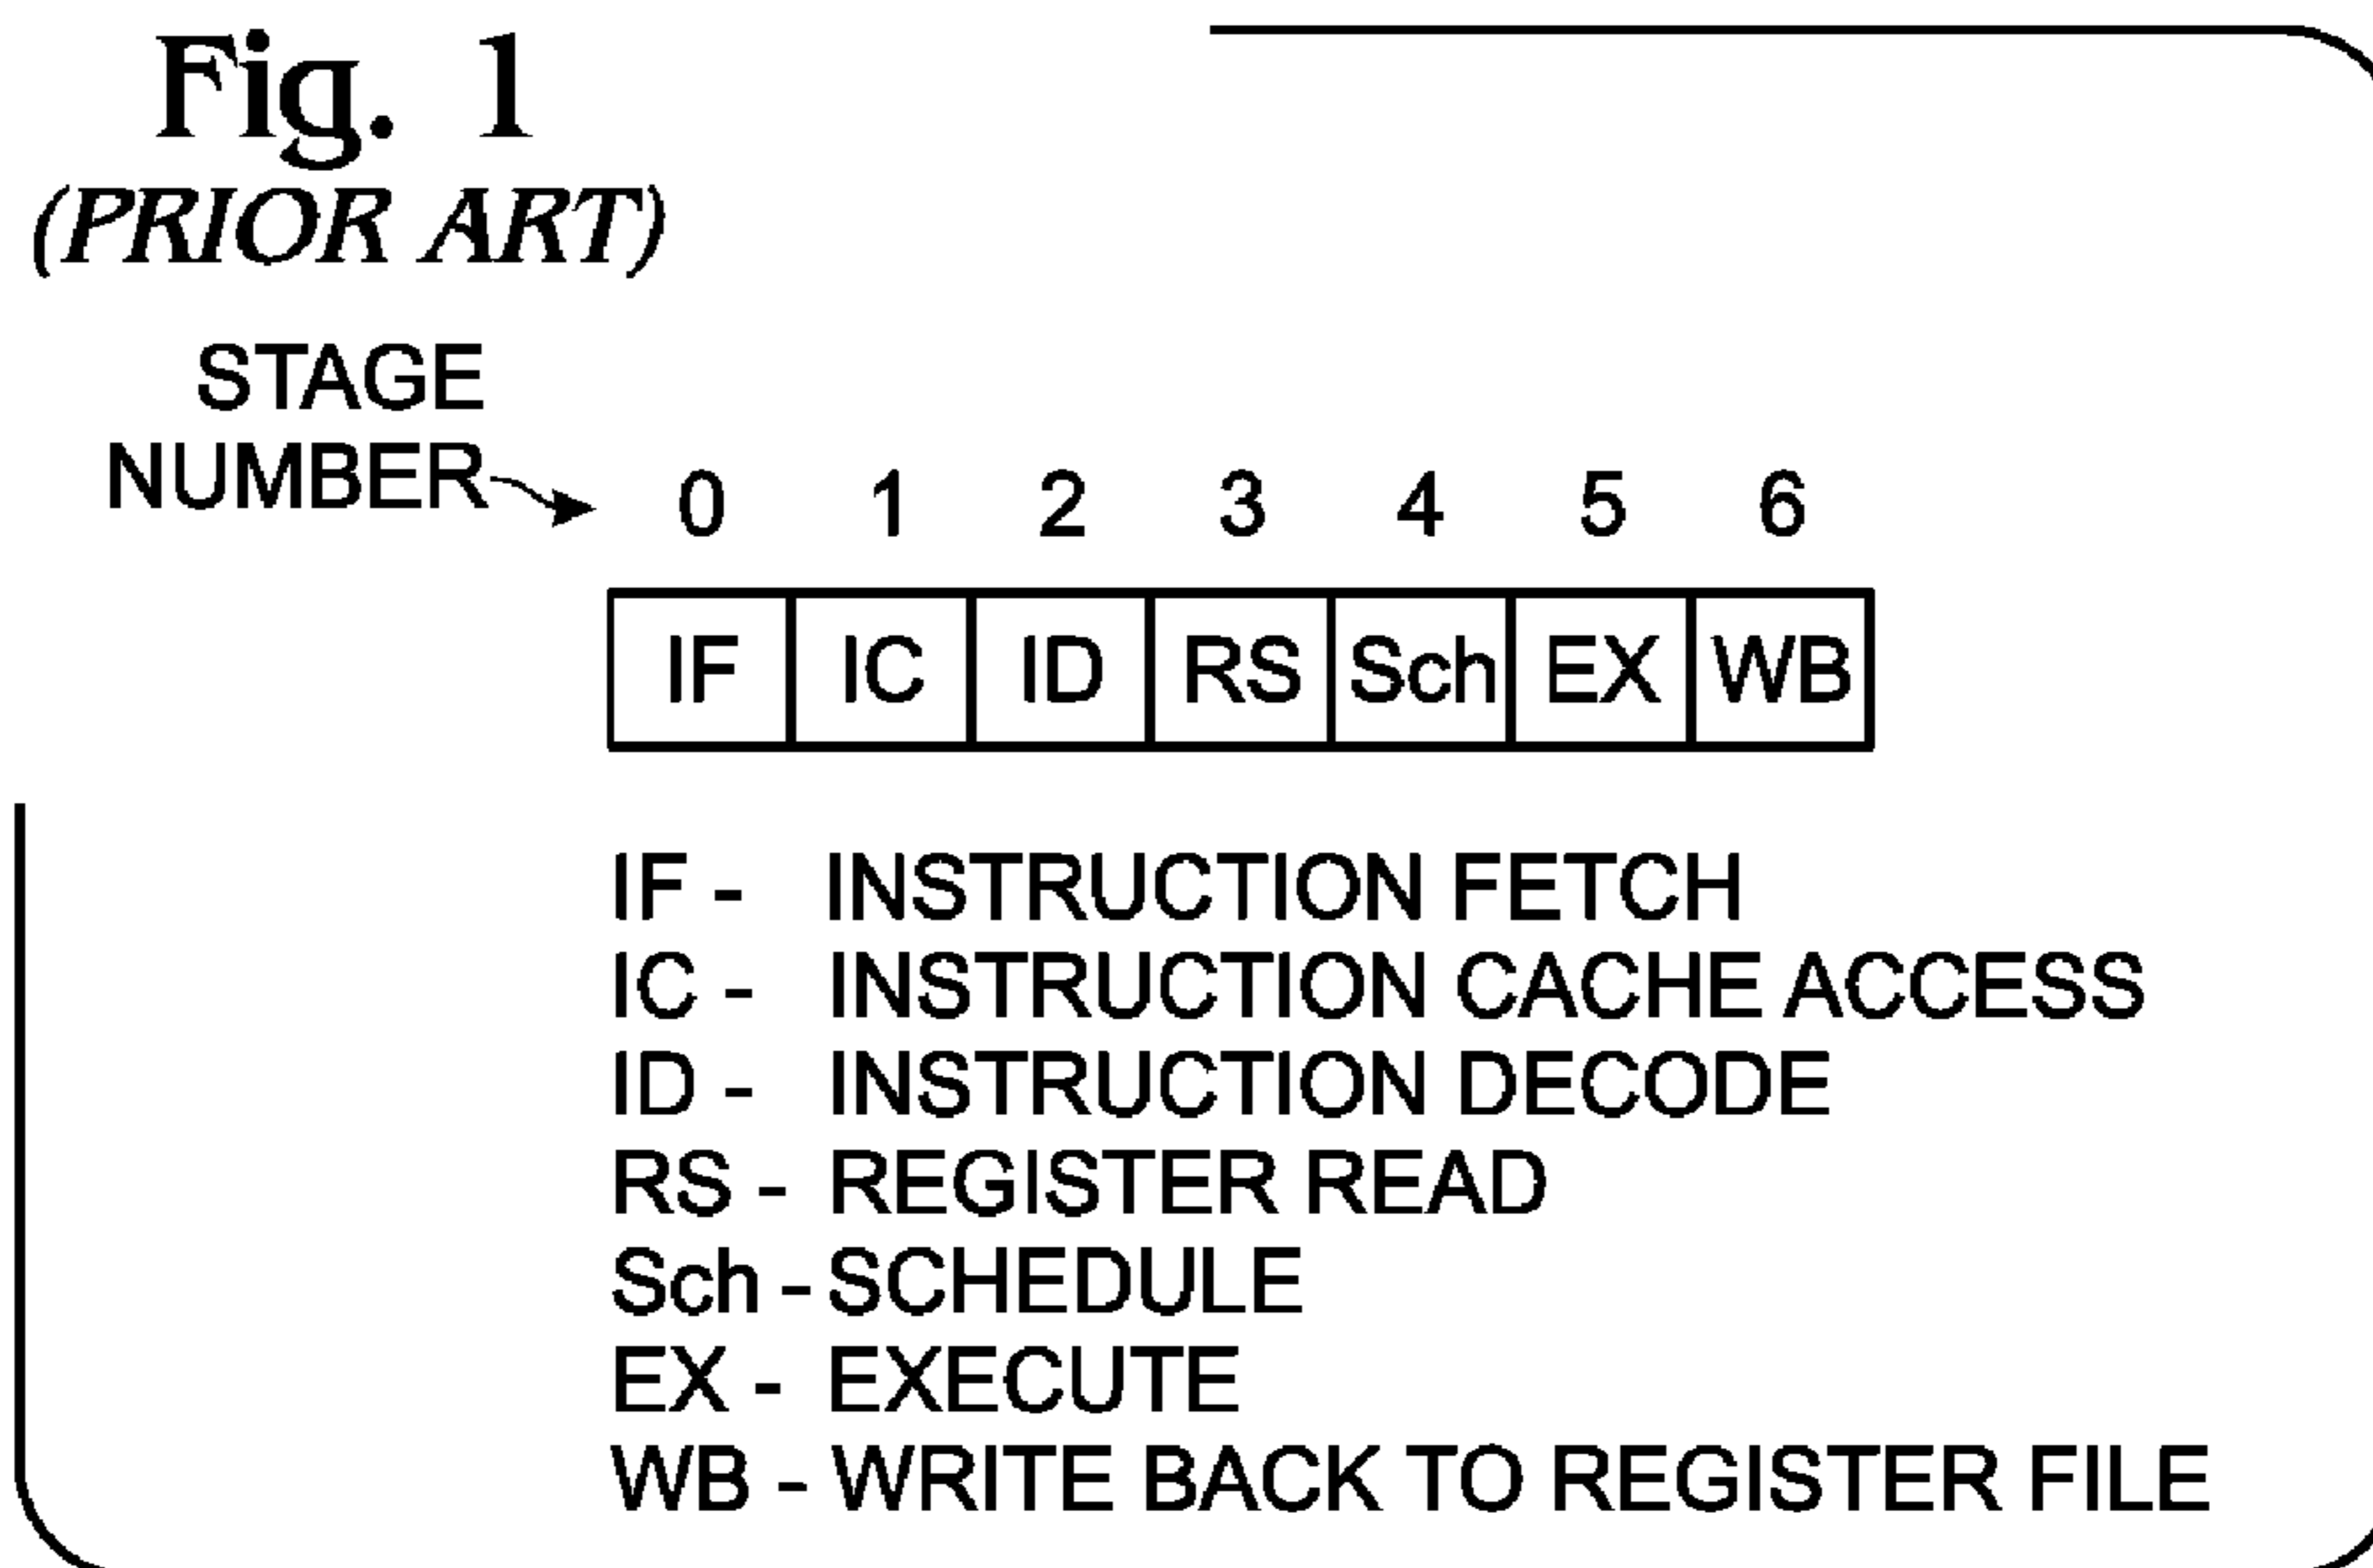 Fig. 1
(PRIOR ART)
STAGE
NUMBER
0 1 2 3 4 5 6
IF IC ID RS Sch EX WB
IF - INSTRUCTION FETCH
IC - INSTRUCTION CACHE ACCESS
ID - INSTRUCTION DECODE
RS - REGISTER READ
Sch - SCHEDULE
EX - EXECUTE
WB - WRITE BACK TO REGISTER FILE